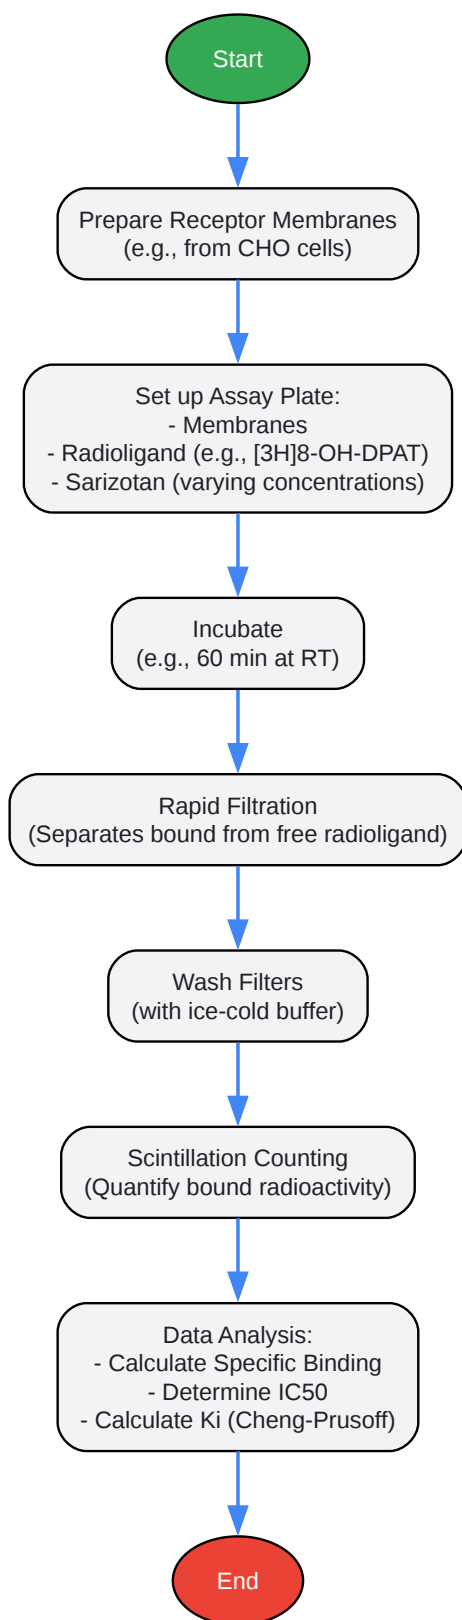 Start
Prepare Receptor Membranes
(e.g., from CHO cells)
Set up Assay Plate:
- Membranes
- Radioligand (e.g., [3H]8-OH-DPAT)
- Sarizotan (varying concentrations)
Incubate
(e.g., 60 min at RT)
Rapid Filtration
(Separates bound from free radioligand)
Wash Filters
(with ice-cold buffer)
Scintillation Counting
(Quantify bound radioactivity)
Data Analysis:
- Calculate Specific Binding
- Determine IC50
- Calculate Ki (Cheng-Prusoff)
End